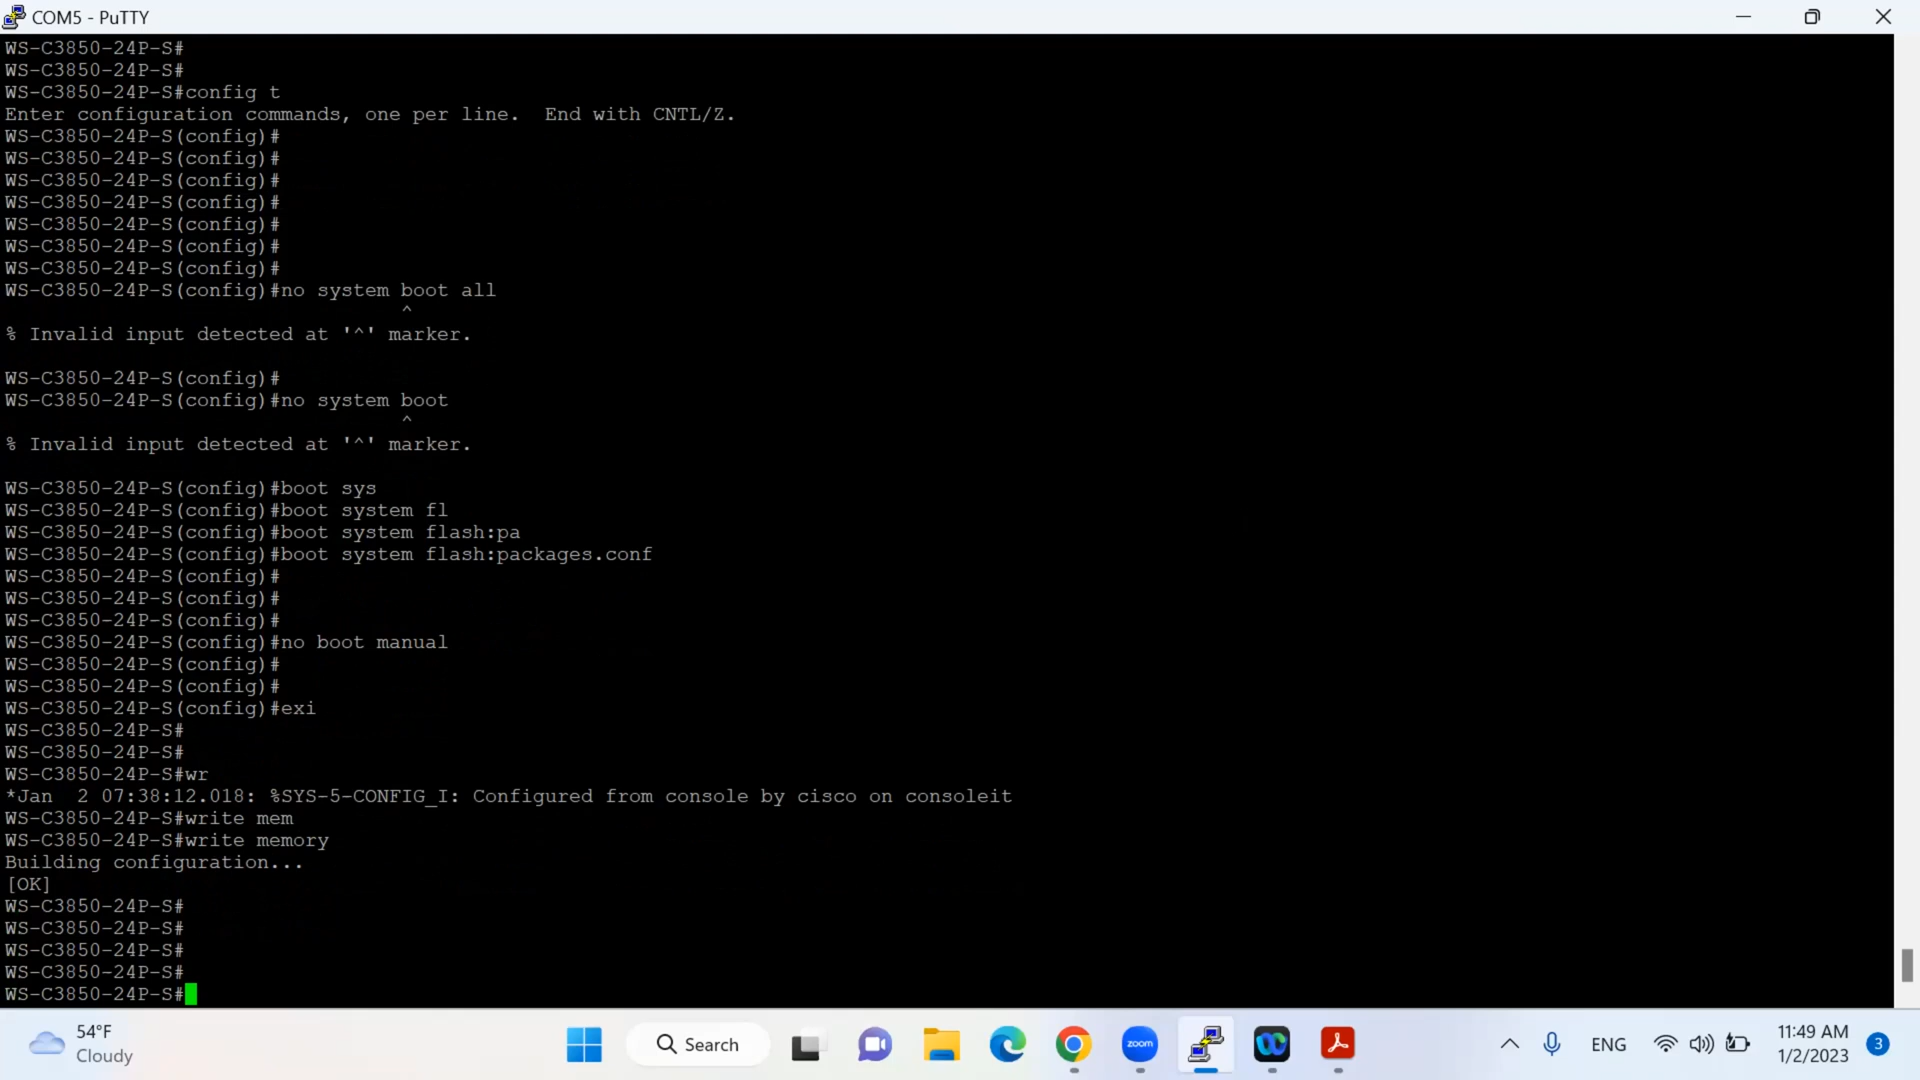 COM5 - PuTTY
WS-C3850-24P-S#
WS-C3850-24P-S#
WS-C3850-24P-S#config t
Enter configuration commands, one per line.  End with CNTL/Z.
WS-C3850-24P-S(config)#
WS-C3850-24P-S(config)#
WS-C3850-24P-S(config)#
WS-C3850-24P-S(config)#
WS-C3850-24P-S(config)#
WS-C3850-24P-S(config)#
WS-C3850-24P-S(config)#
WS-C3850-24P-S(config)#no system boot all
^
% Invalid input detected at '^' marker.
WS-C3850-24P-S(config)#
WS-C3850-24P-S(config)#no system boot
^
% Invalid input detected at '^' marker.
WS-C3850-24P-S(config)#boot sys
WS-C3850-24P-S(config)#boot system fl
WS-C3850-24P-S(config)#boot system flash:pa
WS-C3850-24P-S(config)#boot system flash:packages.conf
WS-C3850-24P-S(config)#
WS-C3850-24P-S(config)#
WS-C3850-24P-S(config)#
WS-C3850-24P-S(config)#no boot manual
WS-C3850-24P-S(config)#
WS-C3850-24P-S(config)#
WS-C3850-24P-S(config)#exi
WS-C3850-24P-S#
WS-C3850-24P-S#
WS-C3850-24P-S#wr
*Jan  2 07:38:12.018: %SYS-5-CONFIG_I: Configured from console by cisco on consoleit
WS-C3850-24P-S#write mem
WS-C3850-24P-S#write memory
Building configuration...
[OK]
WS-C3850-24P-S#
WS-C3850-24P-S#
WS-C3850-24P-S#
WS-C3850-24P-S#
WS-C3850-24P-S#
54°F
Cloudy
Search
zoom
ENG
11:49 AM
1/2/2023
3